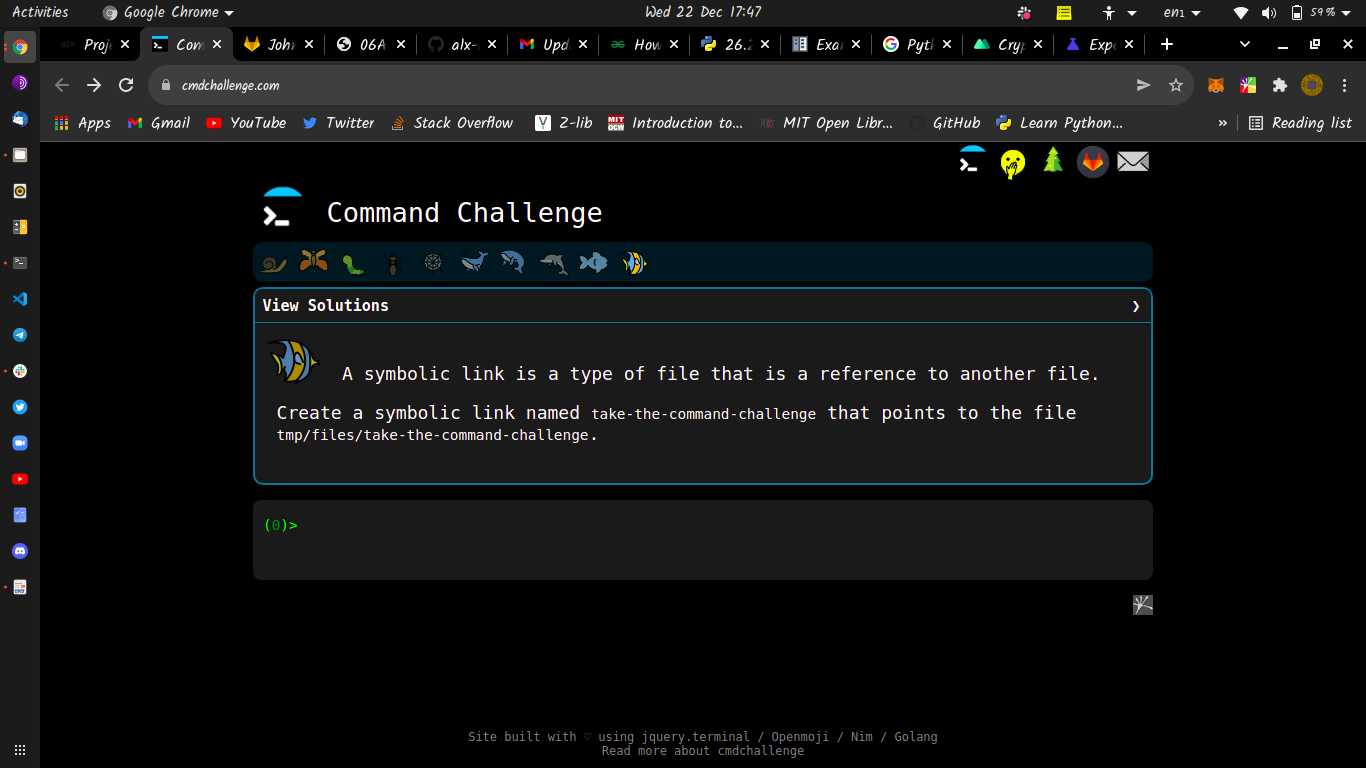 Activities Google Chrome Wed 22 Dec 17:47 en₁ 59 %
Proje Com John 06A alx- Upda How 26.2 Exar Pyth Cryp Expe
cmdchallenge.com
Apps Gmail YouTube Twitter Stack Overflow Z-lib Introduction to... MIT Open Libr... GitHub Learn Python... » Reading list
Command Challenge
View Solutions
A symbolic link is a type of file that is a reference to another file.
Create a symbolic link named take-the-command-challenge that points to the file
tmp/files/take-the-command-challenge.
(0)>
Site built with ♡ using jquery.terminal / Openmoji / Nim / Golang
Read more about cmdchallenge